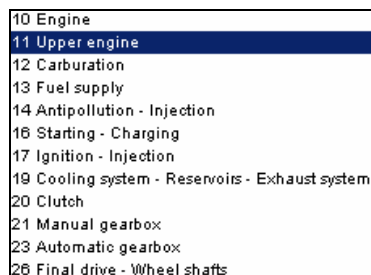 10 Engine
11 Upper engine
12 Carburation
13 Fuel supply
14 Antipollution - Injection
16 Starting - Charging
17 Ignition - Injection
19 Cooling system - Reservoirs - Exhaust system
20 Clutch
21 Manual gearbox
23 Automatic gearbox
26 Final drive - Wheel shafts